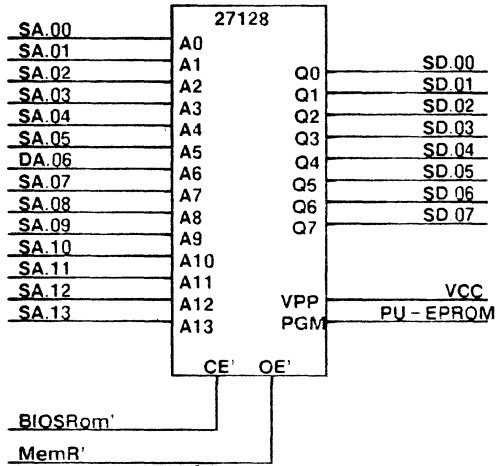 27128
SA.00
SA.01
SA.02
SA.03
SA.04
SA.05
DA.06
SA.07
SA.08
SA.09
SA.10
SA.11
SA.12
SA.13
A0
A1
A2
A3
A4
A5
A6
A7
A8
A9
A10
A11
A12
A13
Q0
Q1
Q2
Q3
Q4
Q5
Q6
Q7
VPP
PGM
SD.00
SD.01
SD.02
SD.03
SD.04
SD.05
SD.06
SD.07
VCC
PU-EPROM
CE' OE'
BIOSRom'
MemR'